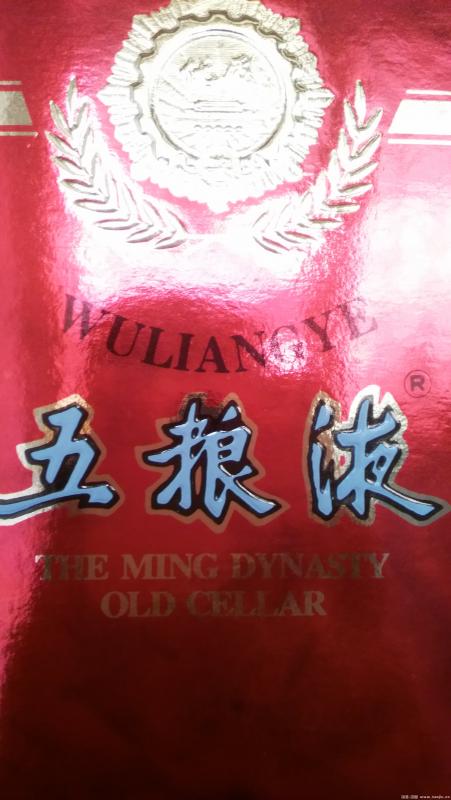 WULIANGYE
®
五粮液
THE MING DYNASTY
OLD CELLAR